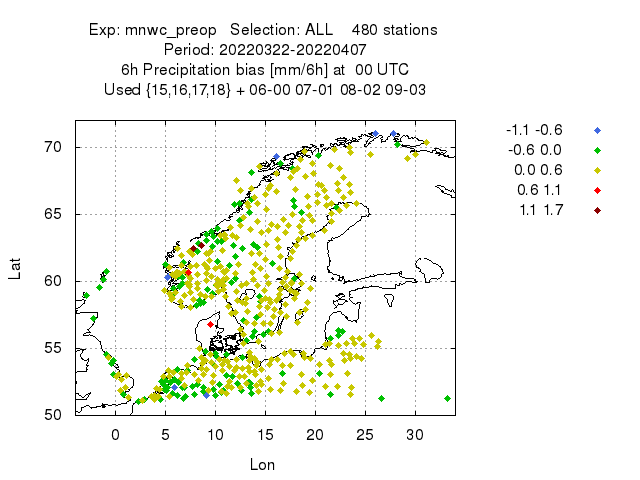 Exp: mnwc_preop   Selection: ALL    480 stations
Period: 20220322-20220407
6h Precipitation bias [mm/6h] at  00 UTC
Used {15,16,17,18} + 06-00 07-01 08-02 09-03
-1.1 -0.6
-0.6 0.0
0.0 0.6
0.6 1.1
1.1 1.7
70
65
60
55
50
Lat
0 5 10 15 20 25 30
Lon